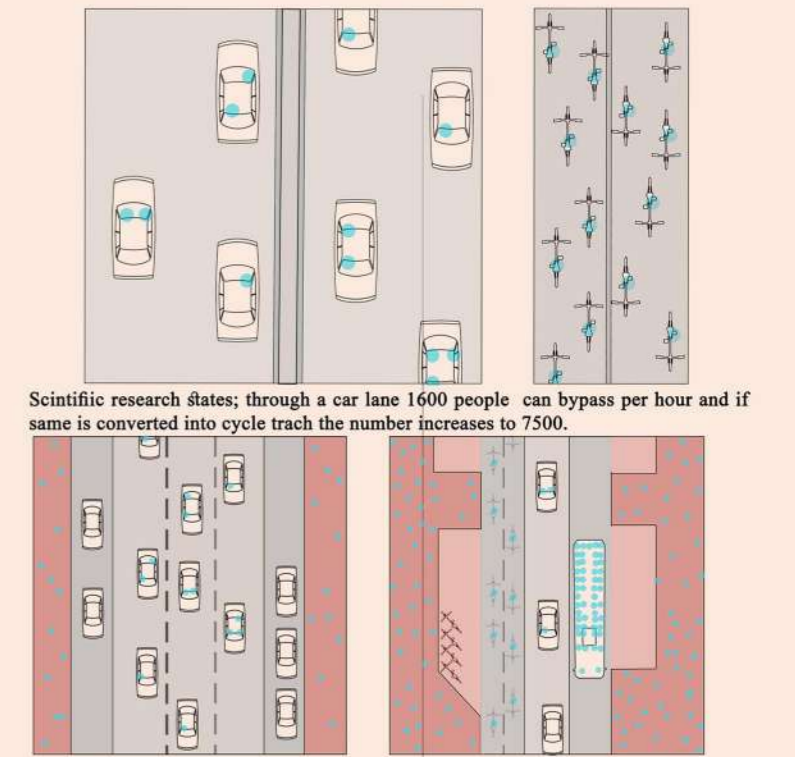 Scintifiic research states; through a car lane 1600 people can bypass per hour and if
same is converted into cycle trach the number increases to 7500.